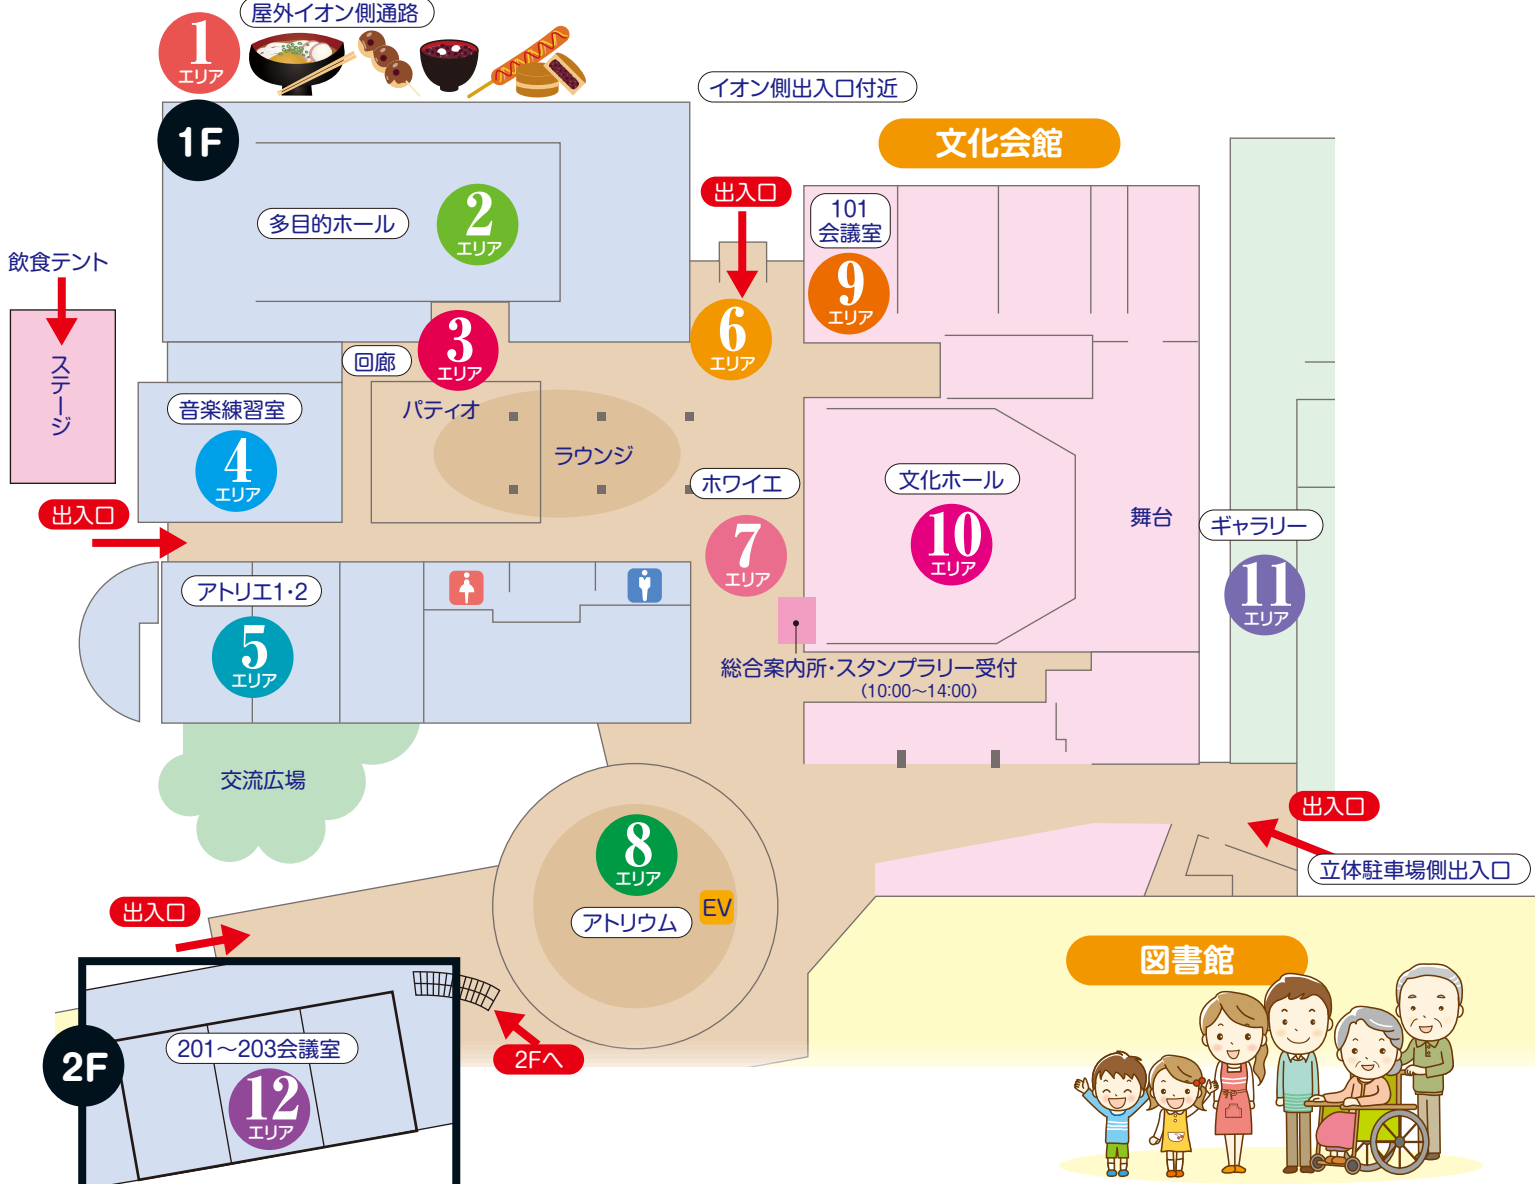 屋外イオン側通路
1
エリア
1F
イオン側出入口付近
文化会館
出入口
101
会議室
9
エリア
多目的ホール
2
エリア
飲食テント
ステージ
回廊
3
エリア
6
エリア
音楽練習室
4
エリア
パティオ
ラウンジ
ホワイエ
7
エリア
文化ホール
10
エリア
舞台
ギャラリー
11
エリア
出入口
アトリエ1・2
5
エリア
総合案内所・スタンプラリー受付
(10:00〜14:00)
交流広場
8
エリア
アトリウム
EV
出入口
立体駐車場側出入口
出入口
図書館
2F
201〜203会議室
12
エリア
2Fへ